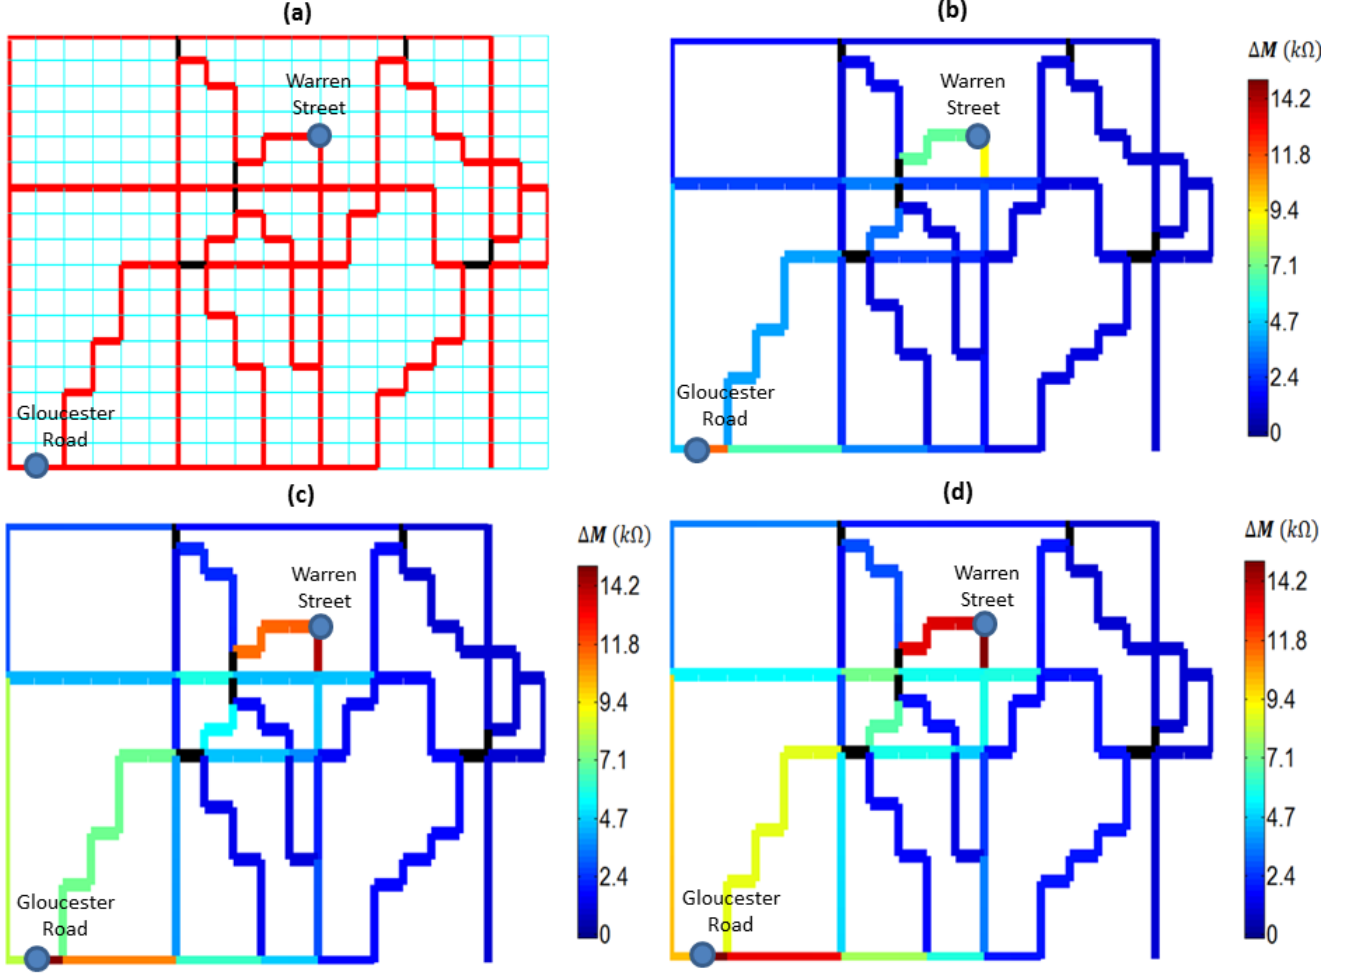 (a)
Warren
Street
Gloucester
Road
(b)
ΔM (kΩ)
Warren
Street
14.2
11.8
9.4
7.1
4.7
2.4
0
Gloucester
Road
(c)
ΔM (kΩ)
Warren
Street
14.2
11.8
9.4
7.1
4.7
2.4
0
Gloucester
Road
(d)
ΔM (kΩ)
Warren
Street
14.2
11.8
9.4
7.1
4.7
2.4
0
Gloucester
Road